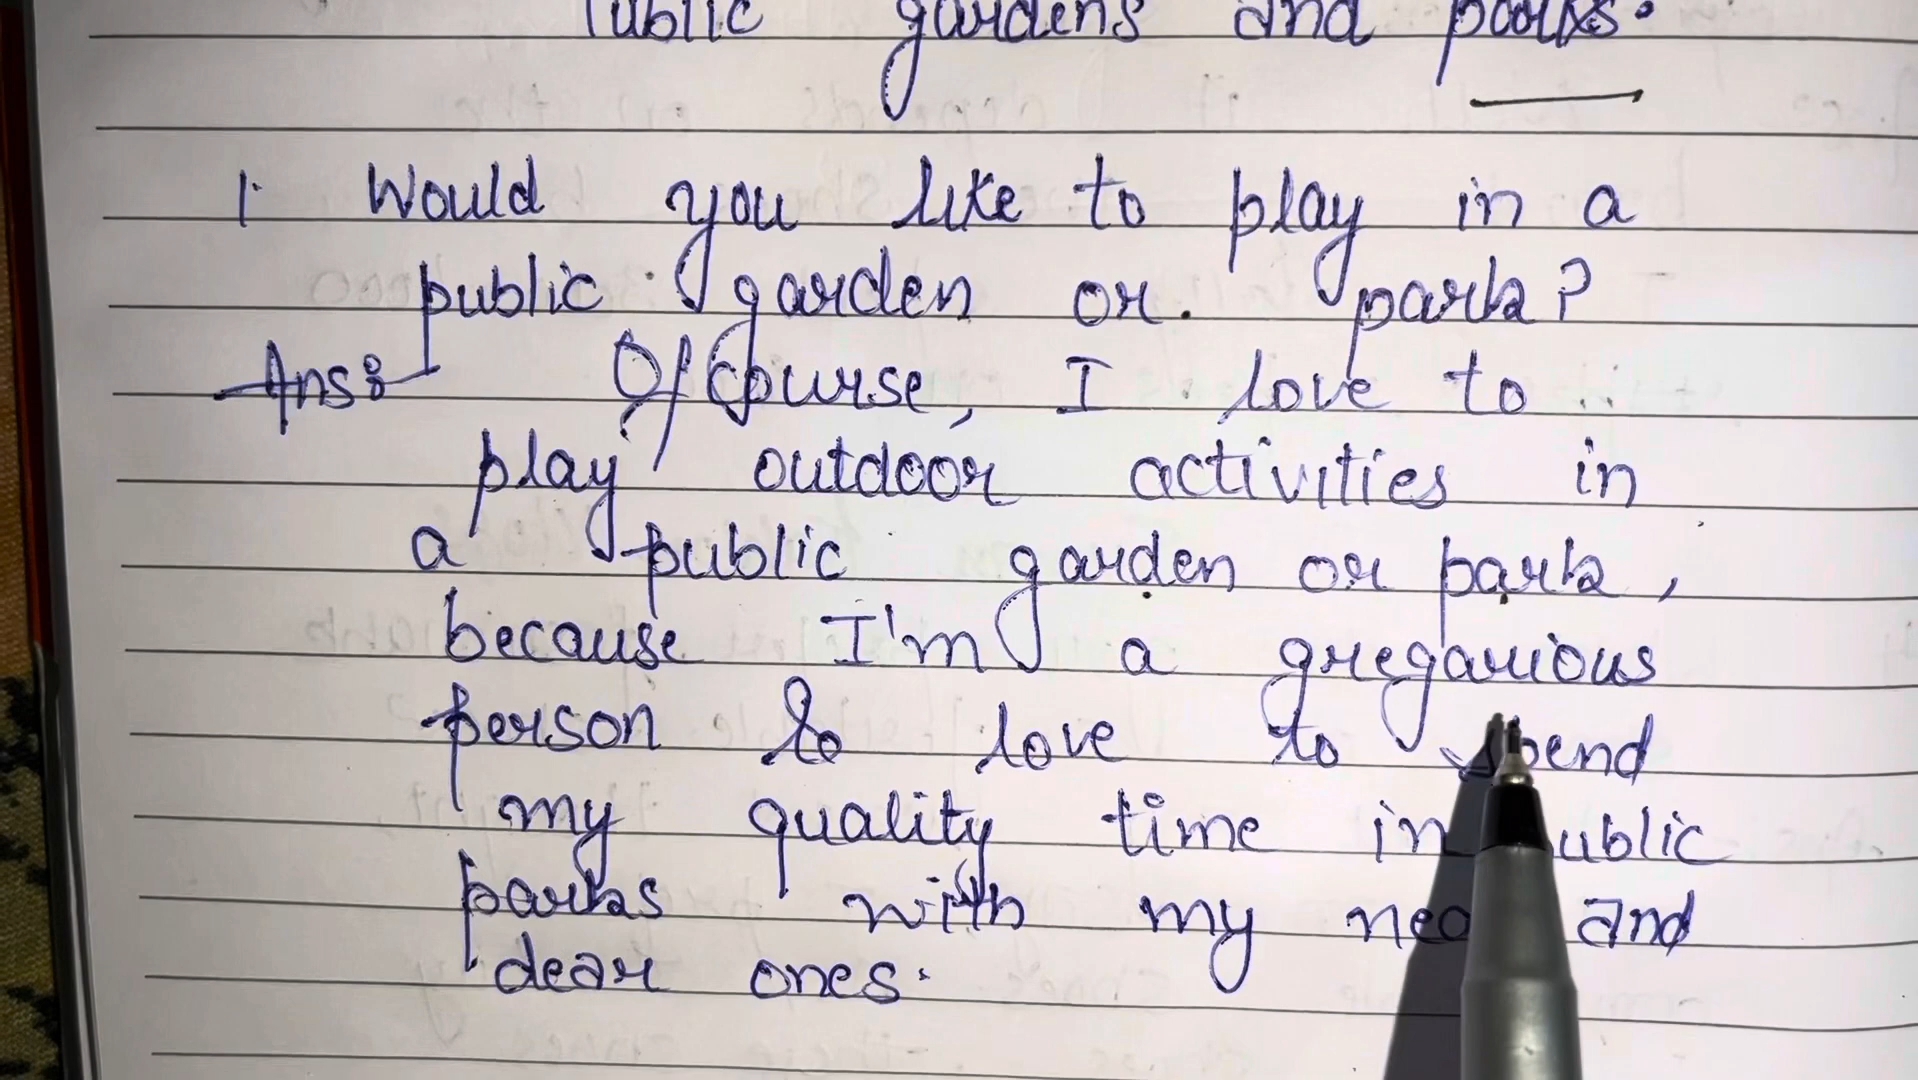 Public gardens and parks.
1. Would you like to play in a
public garden or. park?
Ans: Of course, I love to
play outdoor activities in
a public garden or park,
because I'm a gregarious
person & love to spend
my quality time in public
parks with my near and
dear ones.